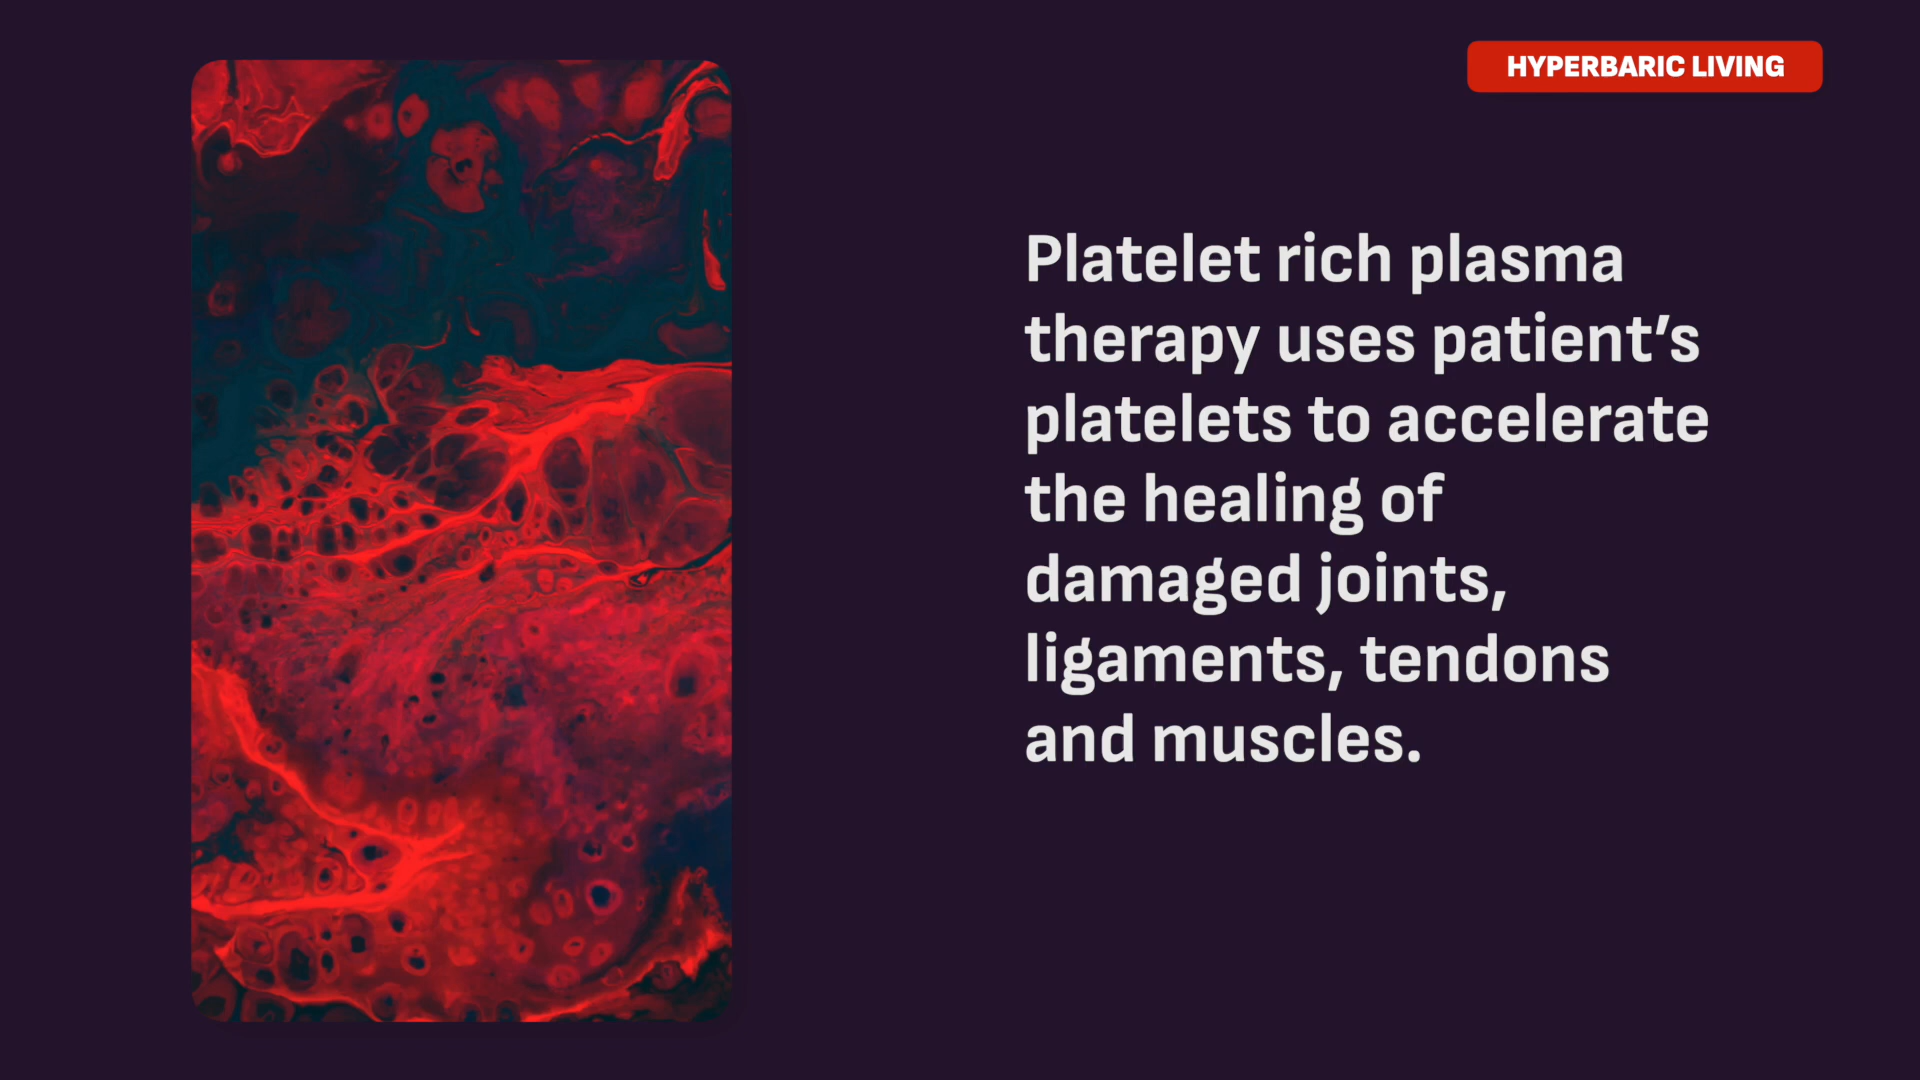 HYPERBARIC LIVING
Platelet rich plasma
therapy uses patient’s
platelets to accelerate
the healing of
damaged joints,
ligaments, tendons
and muscles.